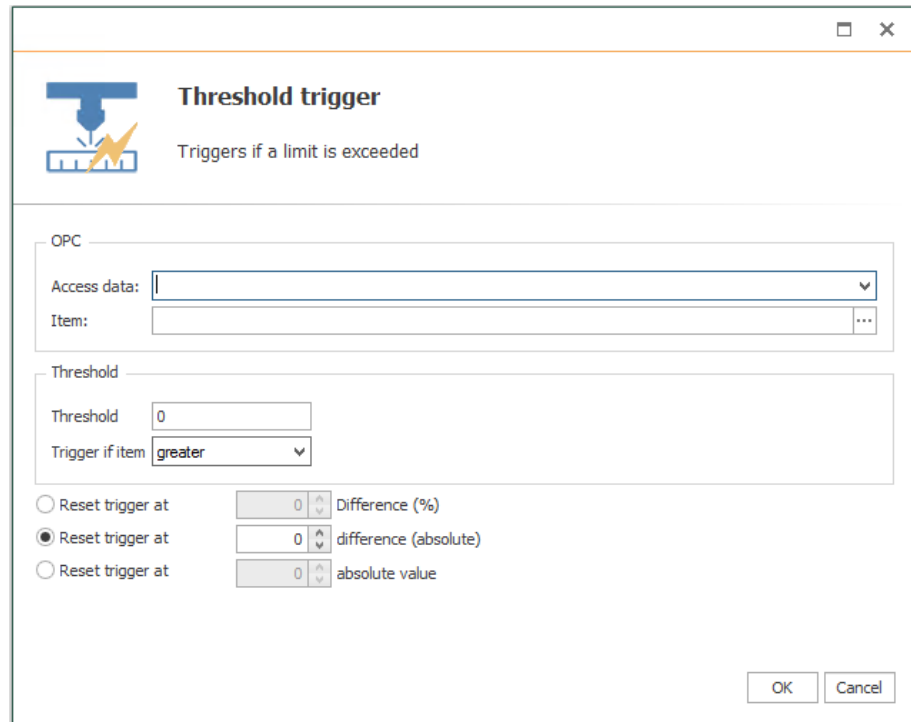 Threshold trigger
Triggers if a limit is exceeded
OPC
Access data:
Item:
Threshold
Threshold 0
Trigger if item greater
Reset trigger at 0 Difference (%)
Reset trigger at 0 difference (absolute)
Reset trigger at 0 absolute value
OK Cancel